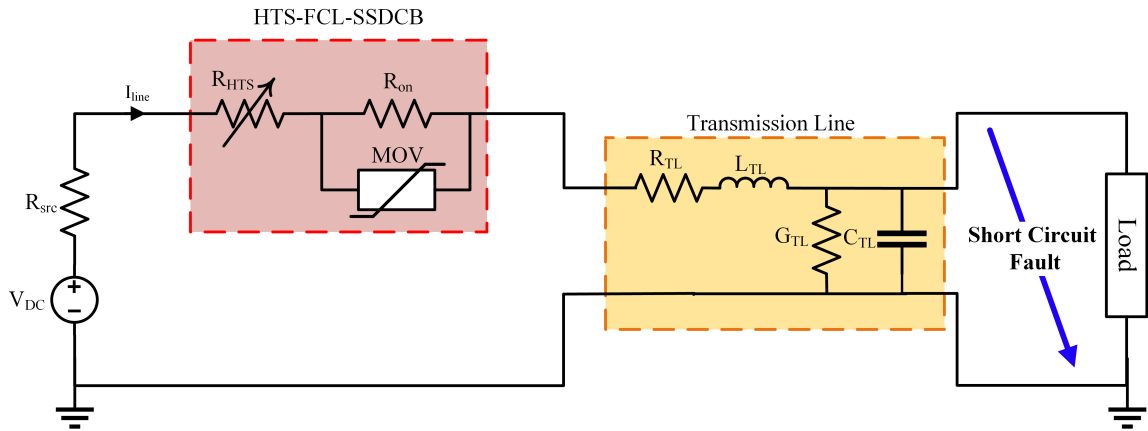 HTS-FCL-SSDCB
R_HTS
R_on
I_line
MOV
Transmission Line
R_TL
L_TL
R_src
G_TL
C_TL
Short Circuit
Fault
Load
V_DC